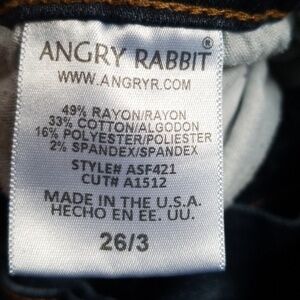 ANGRY RABBIT®
WWW.ANGRYR.COM
49% RAYON/RAYON
33% COTTON/ALGODON
16% POLYESTER/POLIESTER
2% SPANDEX/SPANDEX
STYLE# ASF421
CUT# A1512
MADE IN THE U.S.A.
HECHO EN EE. UU.
26/3